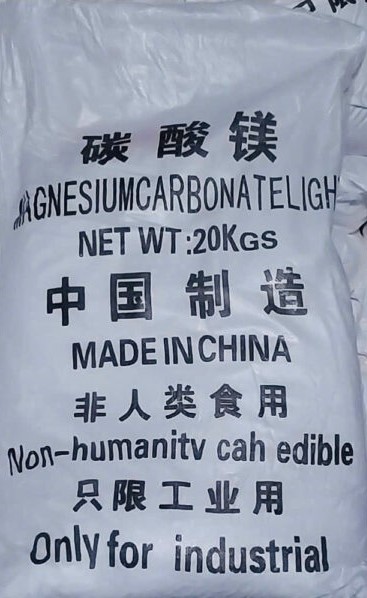 碳酸镁
MAGNESIUMCARBONATELIGH
NET WT:20KGS
中国制造
MADE IN CHINA
非人类食用
Non-humanitv cah edible
只限工业用
Only for industrial